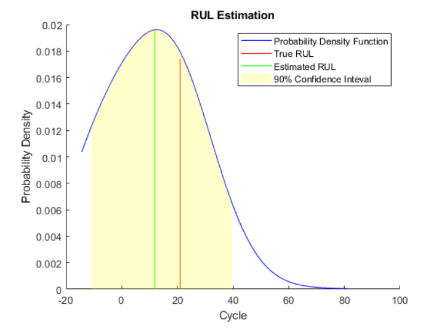 RUL Estimation
0.02
0.018
0.016
0.014
0.012
0.01
0.008
0.006
0.004
0.002
0
Probability Density
Probability Density Function
True RUL
Estimated RUL
90% Confidence Inteval
-20
0
20
40
60
80
100
Cycle